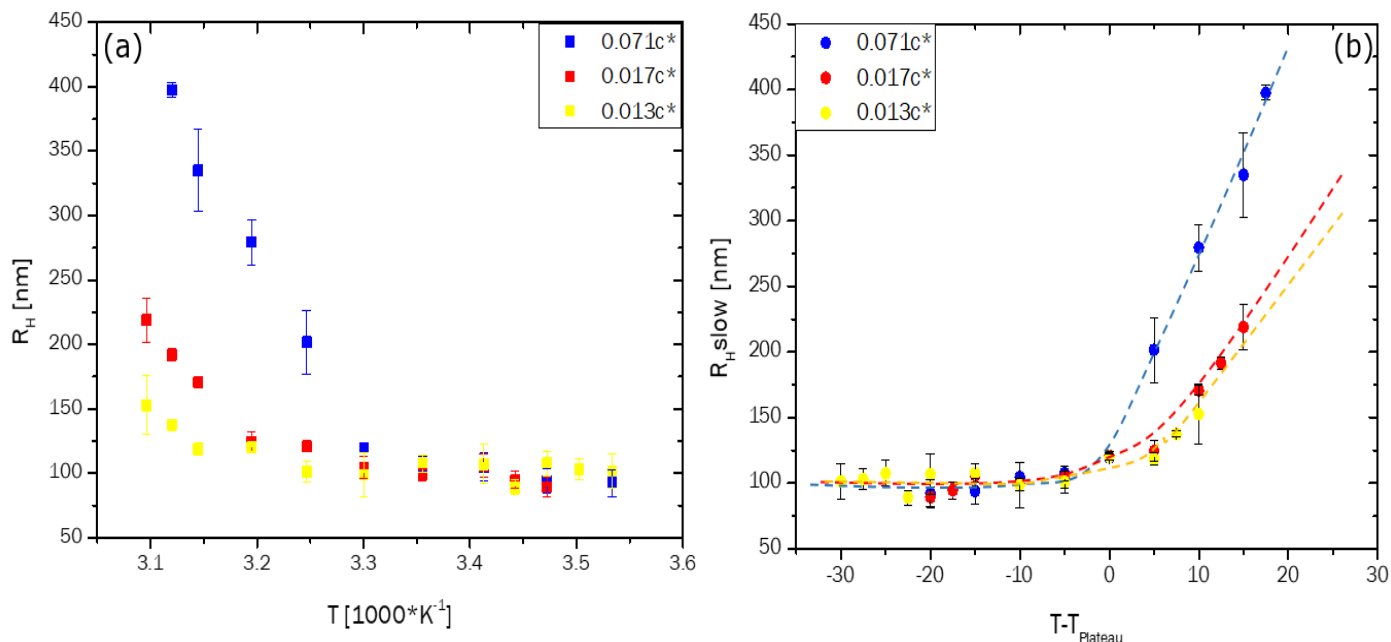 (a)
0.071c*
0.017c*
0.013c*
450
400
350
300
250
200
150
100
50
R_H [nm]
3.1 3.2 3.3 3.4 3.5 3.6
T [1000*K⁻¹]
(b)
0.071c*
0.017c*
0.013c*
450
400
350
300
250
200
150
100
50
R_H slow [nm]
-30 -20 -10 0 10 20 30
T-T_Plateau